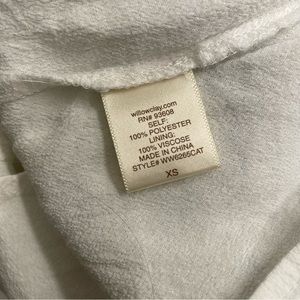 willowclay.com
RN# 93608
SELF:
100% POLYESTER
LINING:
100% VISCOSE
MADE IN CHINA
STYLE# WW6265CAT
XS